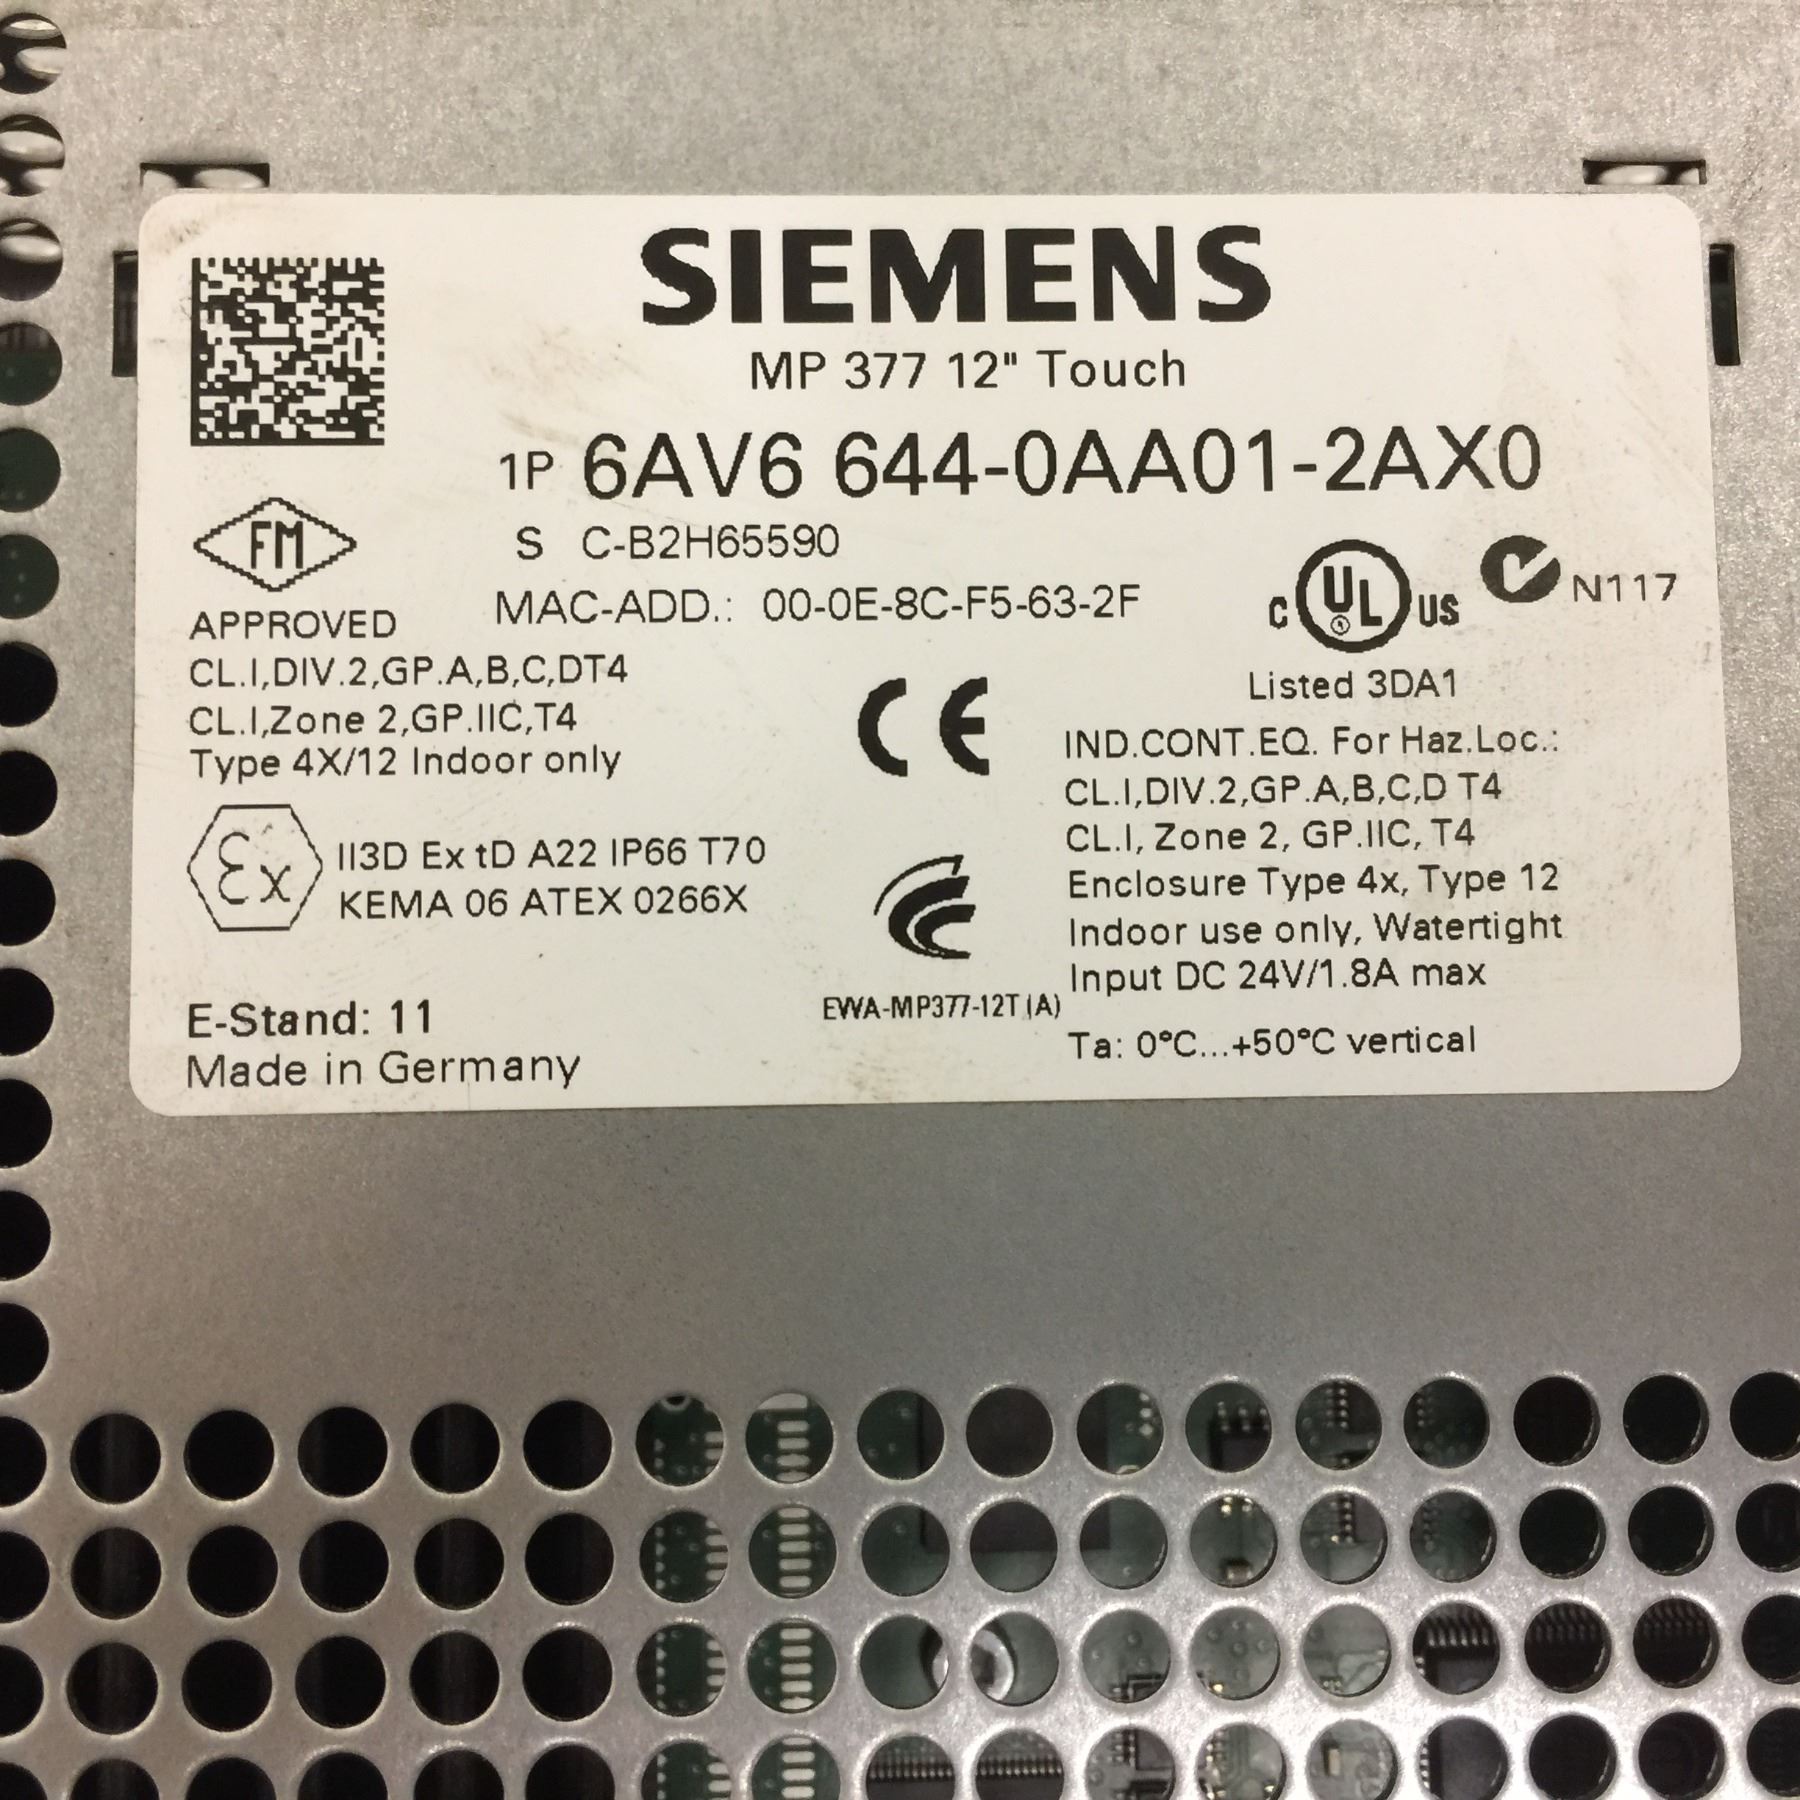 SIEMENS
MP 377 12" Touch
1P 6AV6 644-0AA01-2AX0
S C-B2H65590
MAC-ADD.: 00-0E-8C-F5-63-2F
FM
APPROVED
CL.I,DIV.2,GP.A,B,C,DT4
CL.I,Zone 2,GP.IIC,T4
Type 4X/12 Indoor only
Ex
II3D Ex tD A22 IP66 T70
KEMA 06 ATEX 0266X
E-Stand: 11
Made in Germany
CE
EWA-MP377-12T(A)
C UL US
N117
Listed 3DA1
IND.CONT.EQ. For Haz.Loc.:
CL.I,DIV.2,GP.A,B,C,D T4
CL.I, Zone 2, GP.IIC, T4
Enclosure Type 4x, Type 12
Indoor use only, Watertight
Input DC 24V/1.8A max
Ta: 0°C...+50°C vertical